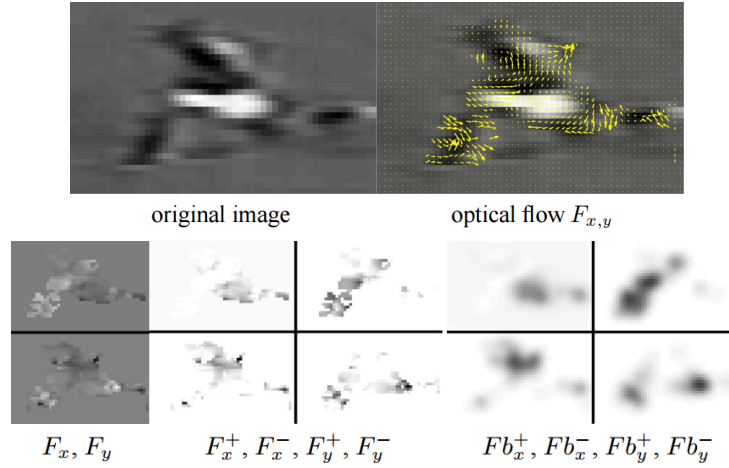 original image
optical flow $F_{x,y}$
$F_x, F_y$
$F_x^+, F_x^-, F_y^+, F_y^-$
$Fb_x^+, Fb_x^-, Fb_y^+, Fb_y^-$